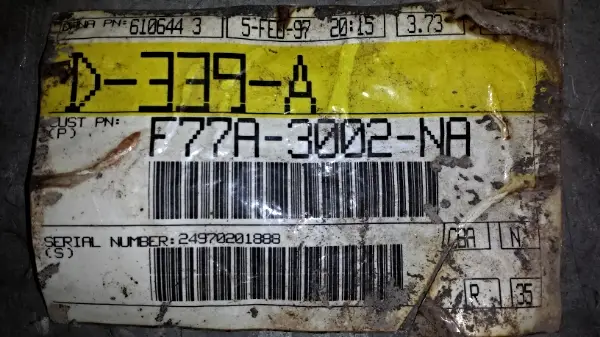 DANA PN: 610644 3 5-FEB-97 20:15 3.73
D-339-A
CUST PN: F77A-3002-NA
(P)
SERIAL NUMBER: 24970201888
(S)
CBA N
R 35